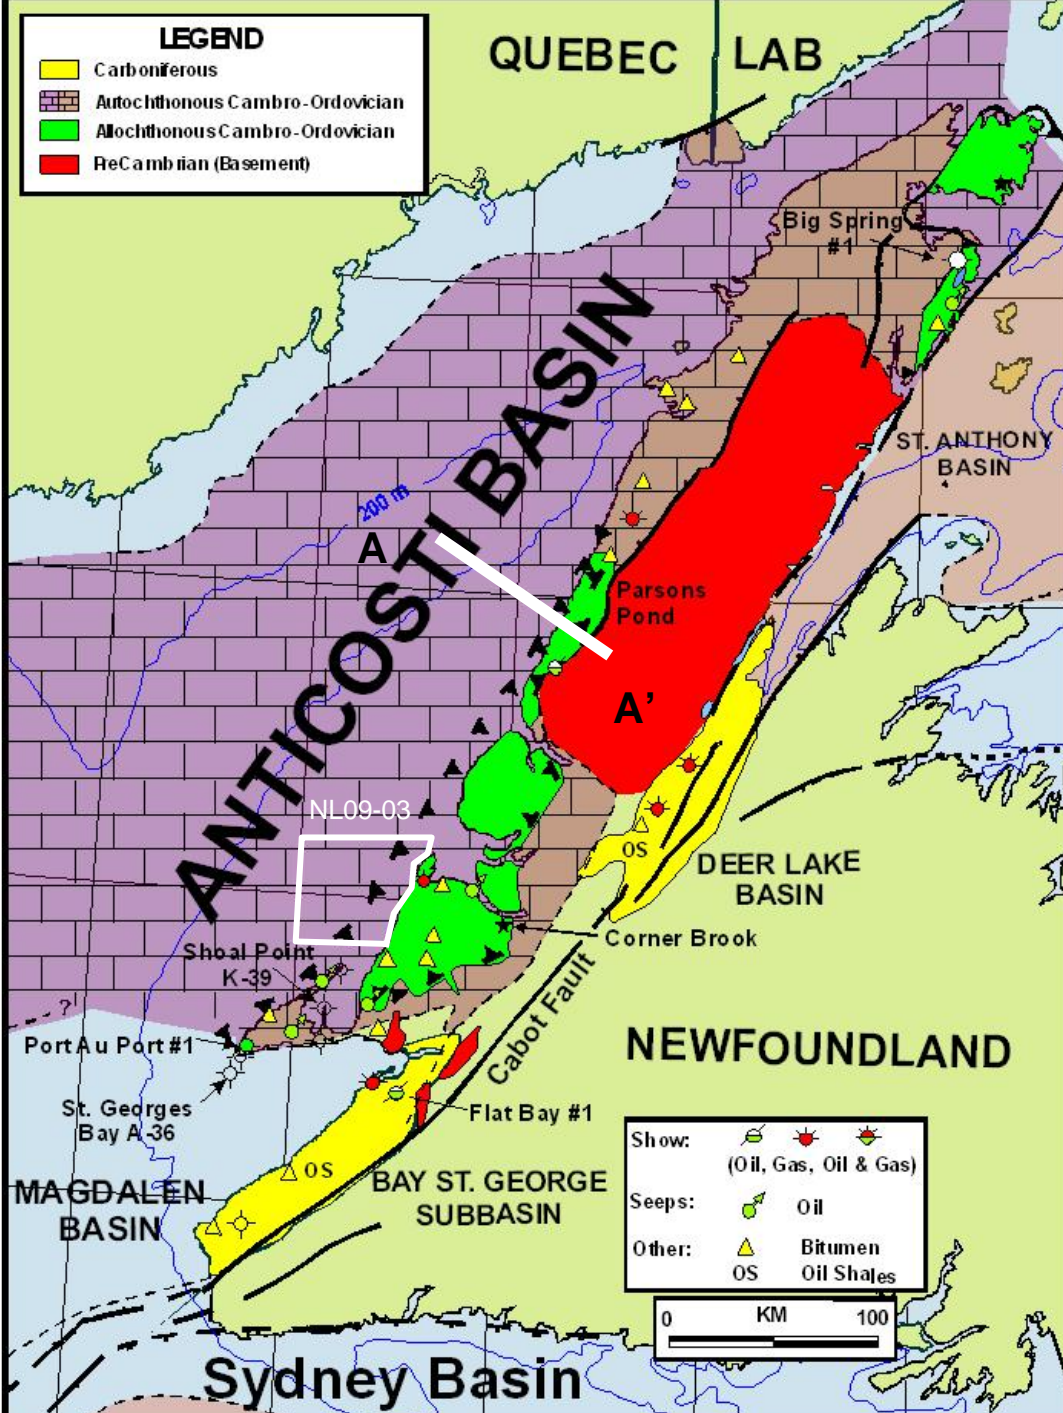 LEGEND
Carboniferous
Autochthonous Cambro-Ordovician
Allochthonous Cambro-Ordovician
PreCambrian (Basement)
QUEBEC LAB
Big Spring
#1
ANTICOSTI BASIN
200 m
ST. ANTHONY
BASIN
A
Parsons
Pond
A’
NL09-03
OS
DEER LAKE
BASIN
Corner Brook
Shoal Point
K-39
Cabot Fault
?
Port Au Port #1
NEWFOUNDLAND
St. Georges
Bay A-36
Flat Bay #1
OS
MAGDALEN
BASIN
BAY ST. GEORGE
SUBBASIN
Show:
(Oil, Gas, Oil & Gas)
Seeps:
Oil
Other:
Bitumen
OS
Oil Shales
0 KM 100
Sydney Basin